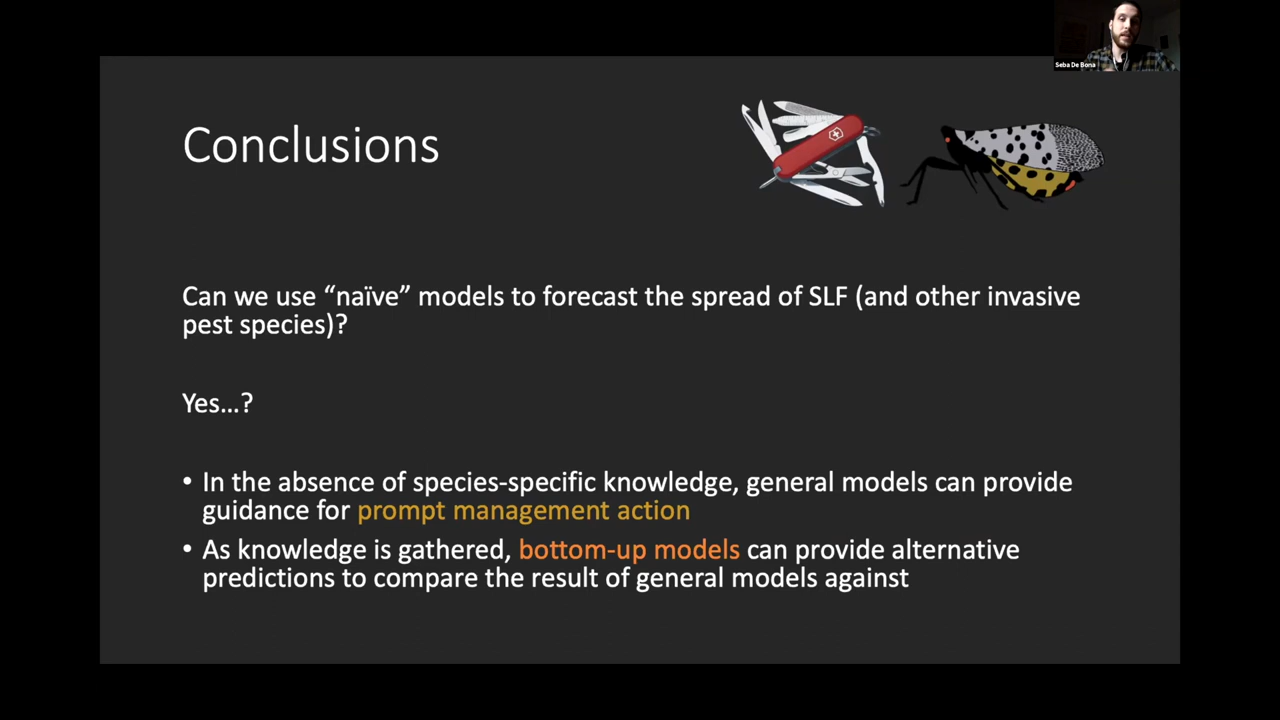 Seba De Bona
Conclusions
Can we use “naïve” models to forecast the spread of SLF (and other invasive
pest species)?
Yes…?
• In the absence of species-specific knowledge, general models can provide
guidance for prompt management action
• As knowledge is gathered, bottom-up models can provide alternative
predictions to compare the result of general models against